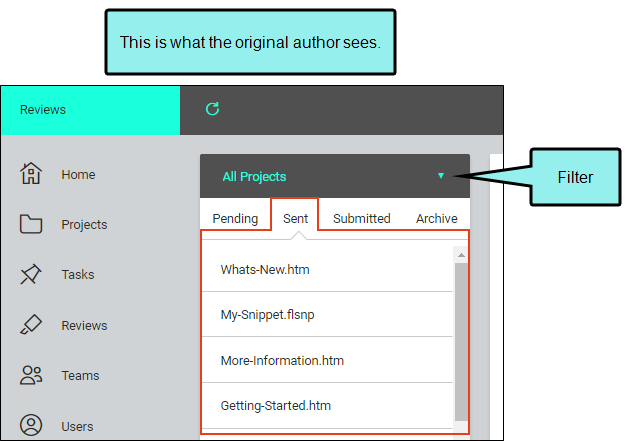 This is what the original author sees.
Reviews
Home
Projects
Tasks
Reviews
Teams
Users
All Projects
Filter
Pending Sent Submitted Archive
Whats-New.htm
My-Snippet.flsnp
More-Information.htm
Getting-Started.htm